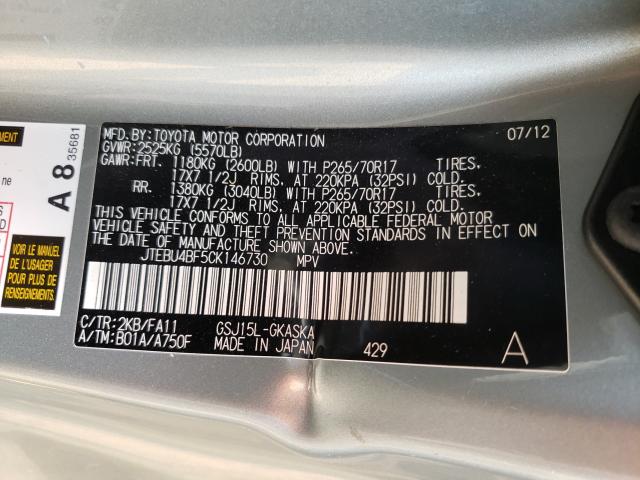 MFD. BY: TOYOTA MOTOR CORPORATION 07/12
GVWR: 2525KG (5570LB)
GAWR: FRT. 1180KG (2600LB) WITH P265/70R17 TIRES.
17X7 1/2J RIMS. AT 220KPA (32PSI) COLD.
RR. 1380KG (3040LB) WITH P265/70R17 TIRES.
17X7 1/2J RIMS. AT 220KPA (32PSI) COLD.
THIS VEHICLE CONFORMS TO ALL APPLICABLE FEDERAL MOTOR
VEHICLE SAFETY AND THEFT PREVENTION STANDARDS IN EFFECT ON
THE DATE OF MANUFACTURE SHOWN ABOVE.
JTEBU4BF5CK146730 MPV
C/TR: 2KB/FA11 GSJ15L-GKASKA
A/TM: B01A/A750F MADE IN JAPAN 429
A
A 8 35681
ne
VOIR LE MANUEL
DE L'USAGER
POUR PLUS DE
RENSEIGNEMENTS.